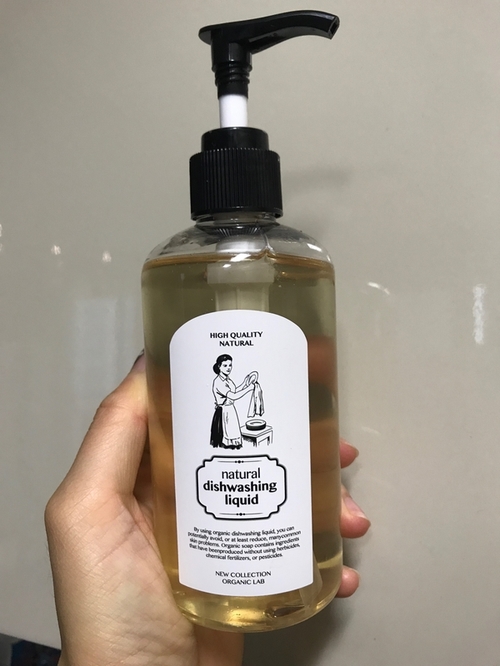 HIGH QUALITY
NATURAL
natural
dishwashing
liquid
By using organic dishwashing liquid, you can
potentially avoid, or at least reduce, manycommon
skin problems. Organic soap contains ingredients
that have beenproduced without using herbicides,
chemical fertilizers, or pesticides.
NEW COLLECTION
ORGANIC LAB